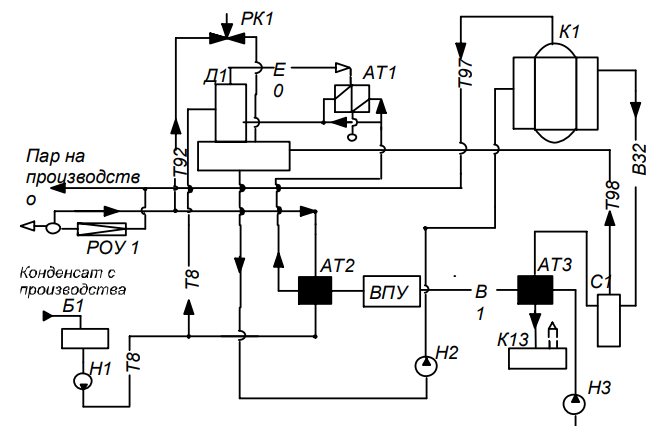 РК1
К1
Д1
Е
0
АТ1
Т97
В32
Т92
Пар на
производств
о
Т98
РОУ 1
АТ2
АТ3
С1
Конденсат с
производства
Т8
ВПУ
В
1
Б1
К13
Н1
Т8
Н2
Н3